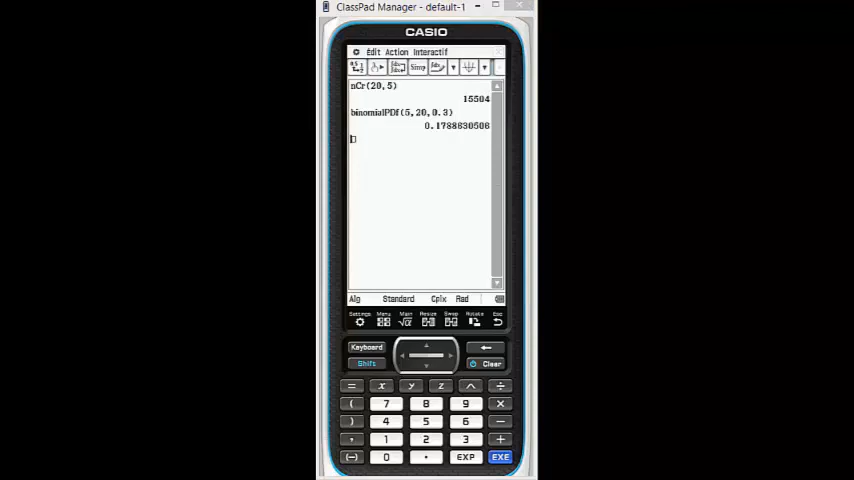 ClassPad Manager - default-1
CASIO
Edit Action Interactif
Simp
nCr(20,5)
15504
binomialPDf(5,20,0.3)
0.1788630506
Alg Standard Cplx Rad
Settings Menu Main Resize Swap Rotate Esc
Keyboard
Shift Clear
= x y z ^ ÷
( 7 8 9 ×
) 4 5 6 −
, 1 2 3 +
(−) 0 . EXP EXE